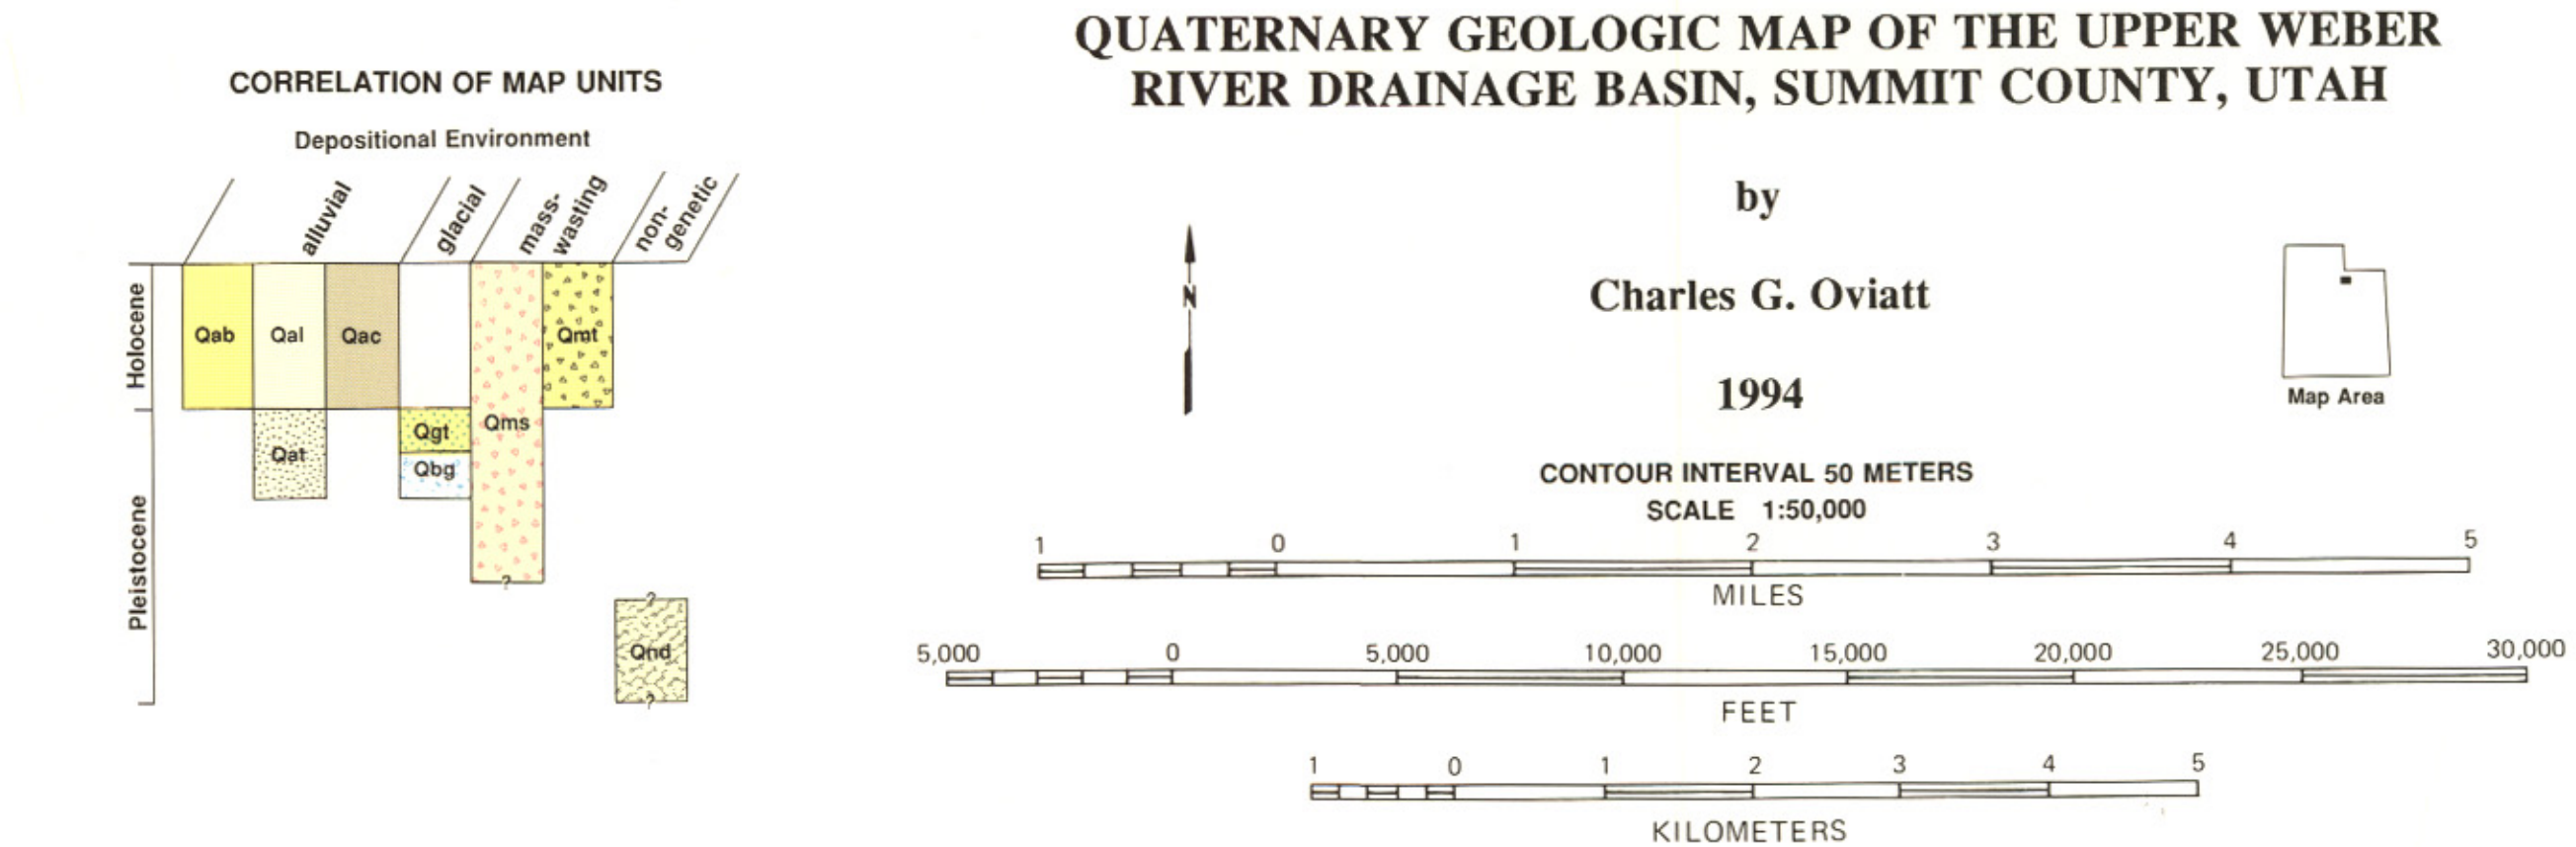 CORRELATION OF MAP UNITS
Depositional Environment
alluvial
glacial
mass-
wasting
non-
genetic
Holocene
Pleistocene
Qab
Qal
Qac
Qmt
Qat
Qgt
Qbg
Qms
?
?
Qnd
?
QUATERNARY GEOLOGIC MAP OF THE UPPER WEBER
RIVER DRAINAGE BASIN, SUMMIT COUNTY, UTAH
by
Charles G. Oviatt
1994
N
Map Area
CONTOUR INTERVAL 50 METERS
SCALE 1:50,000
1 0 1 2 3 4 5
MILES
5,000 0 5,000 10,000 15,000 20,000 25,000 30,000
FEET
1 0 1 2 3 4 5
KILOMETERS